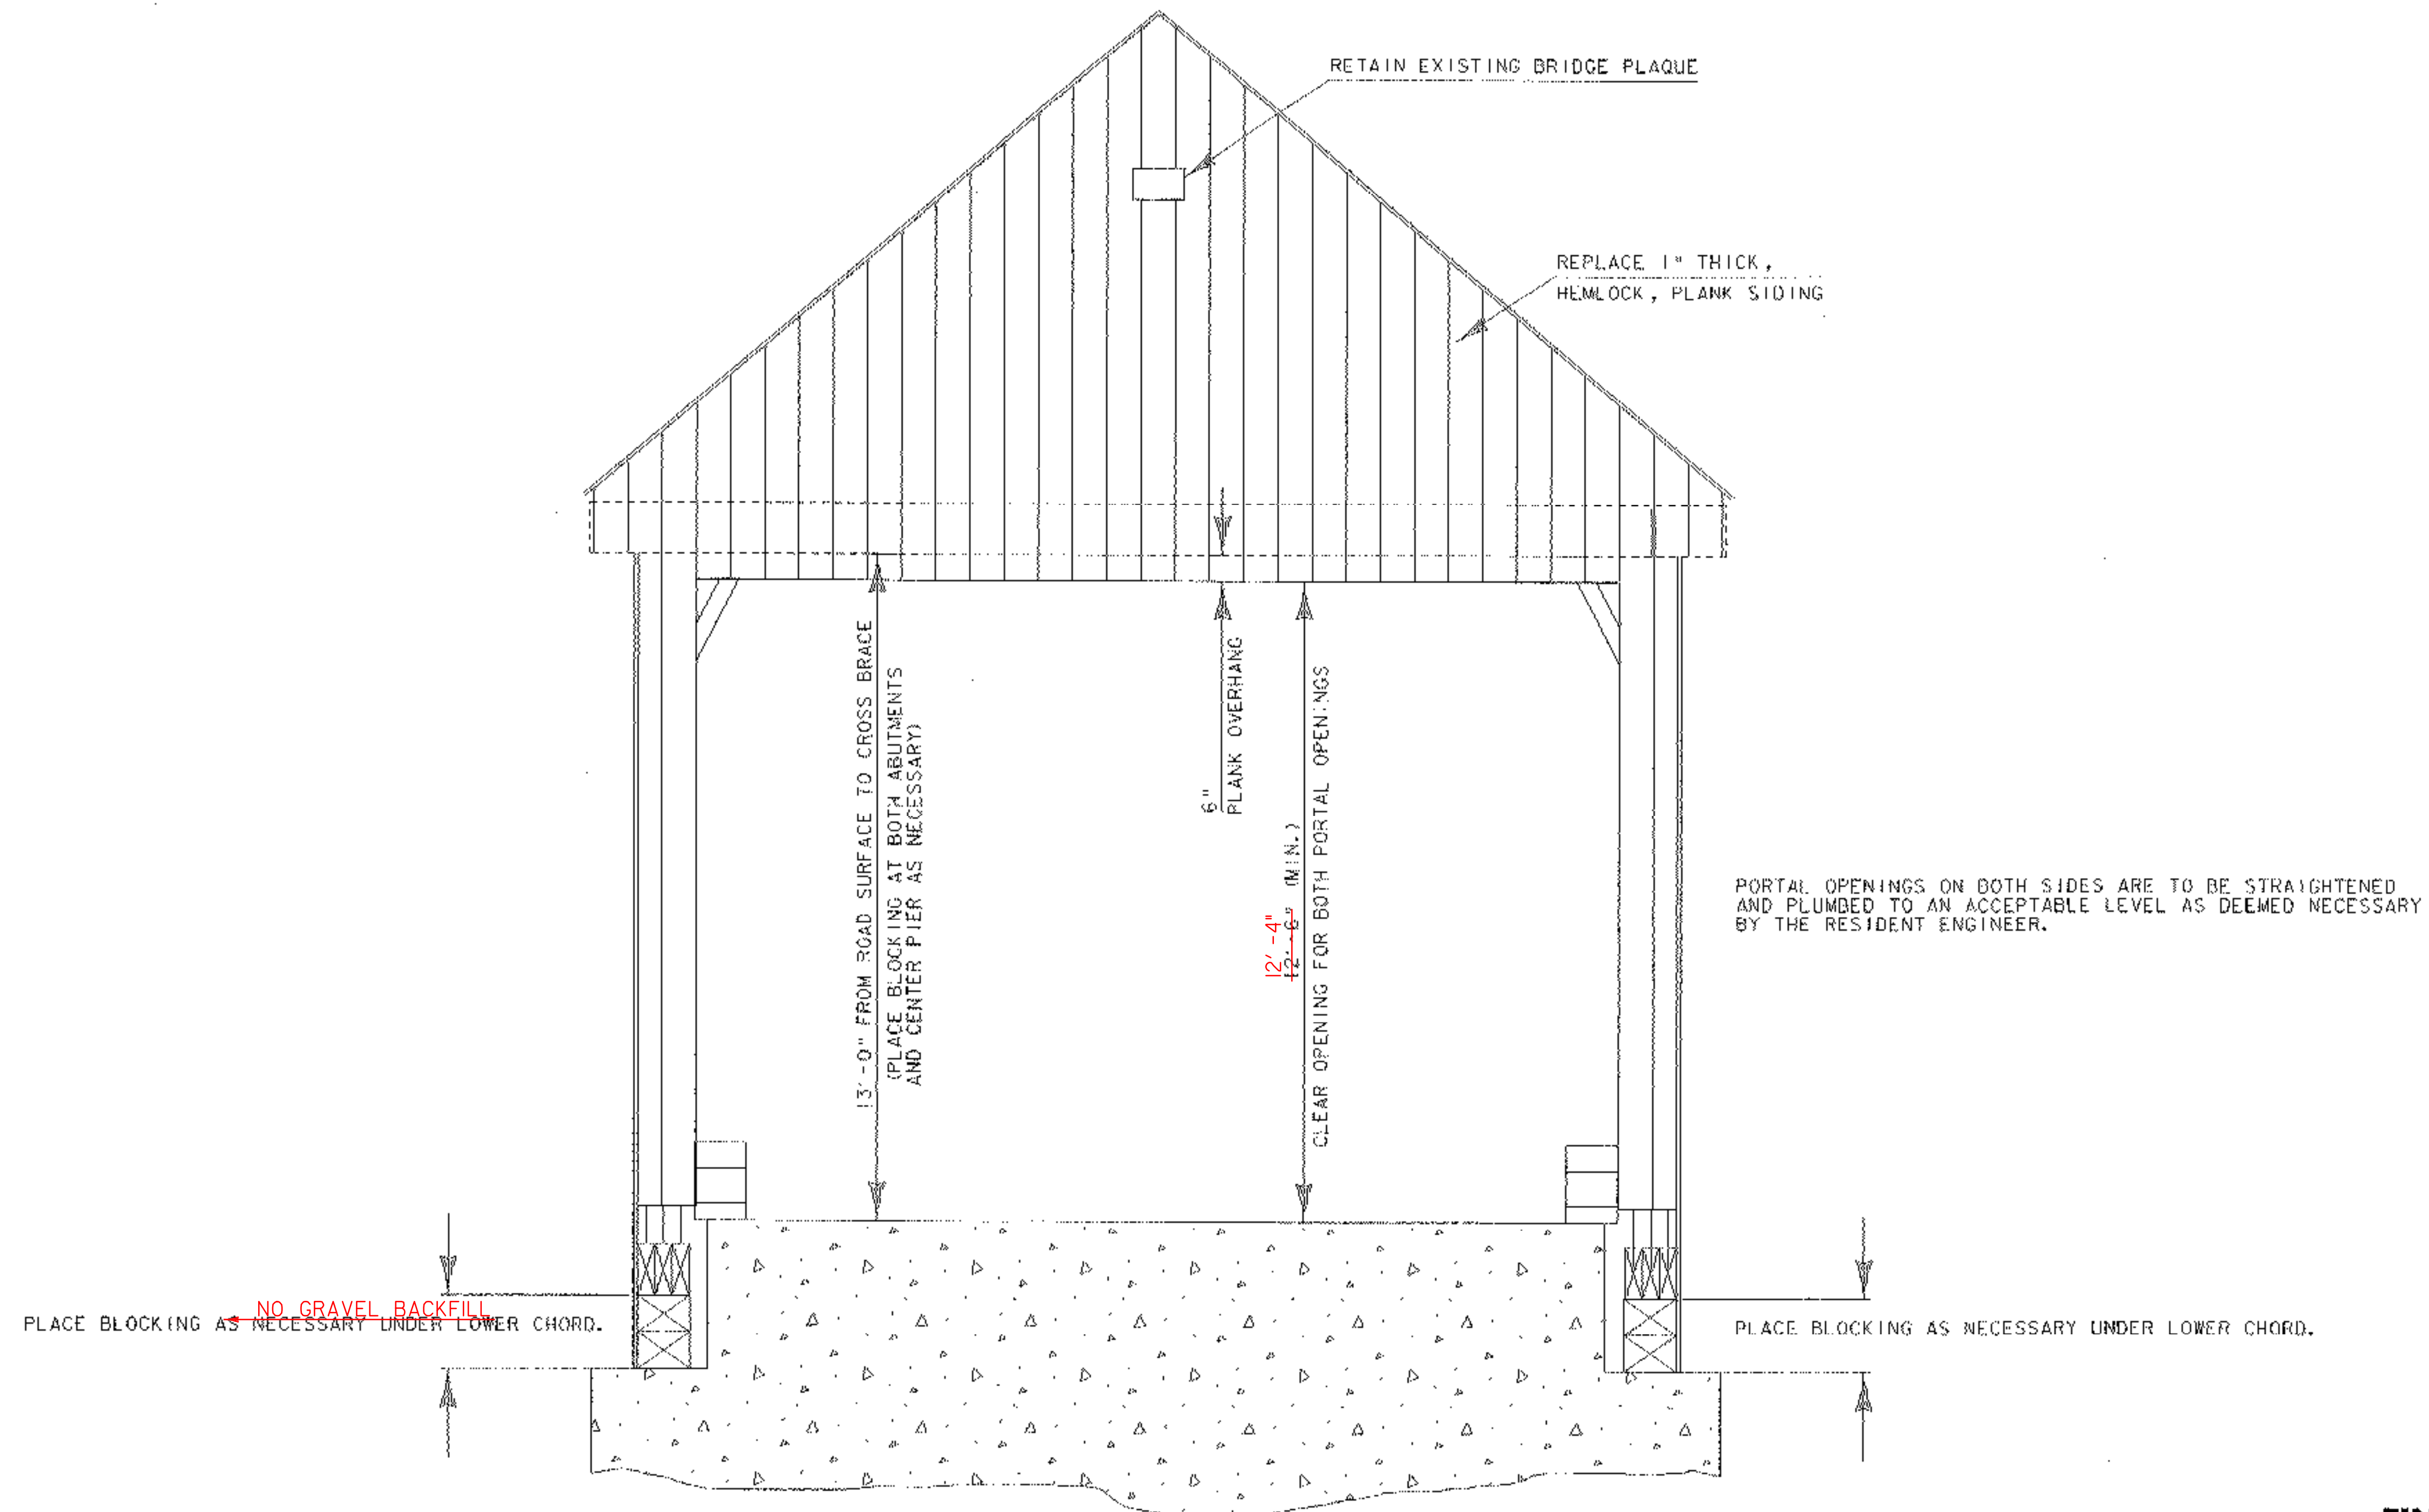 RETAIN EXISTING BRIDGE PLAQUE
REPLACE 1" THICK,
HEMLOCK, PLANK SIDING
13'-0" FROM ROAD SURFACE TO CROSS BRACE
(PLACE BLOCKING AT BOTH ABUTMENTS
AND CENTER PIER AS NECESSARY)
6"
PLANK OVERHANG
12'-4"
12'-6" (MIN.)
CLEAR OPENING FOR BOTH PORTAL OPENINGS
PORTAL OPENINGS ON BOTH SIDES ARE TO BE STRAIGHTENED
AND PLUMBED TO AN ACCEPTABLE LEVEL AS DEEMED NECESSARY
BY THE RESIDENT ENGINEER.
NO GRAVEL BACKFILL
PLACE BLOCKING AS NECESSARY UNDER LOWER CHORD.
PLACE BLOCKING AS NECESSARY UNDER LOWER CHORD.